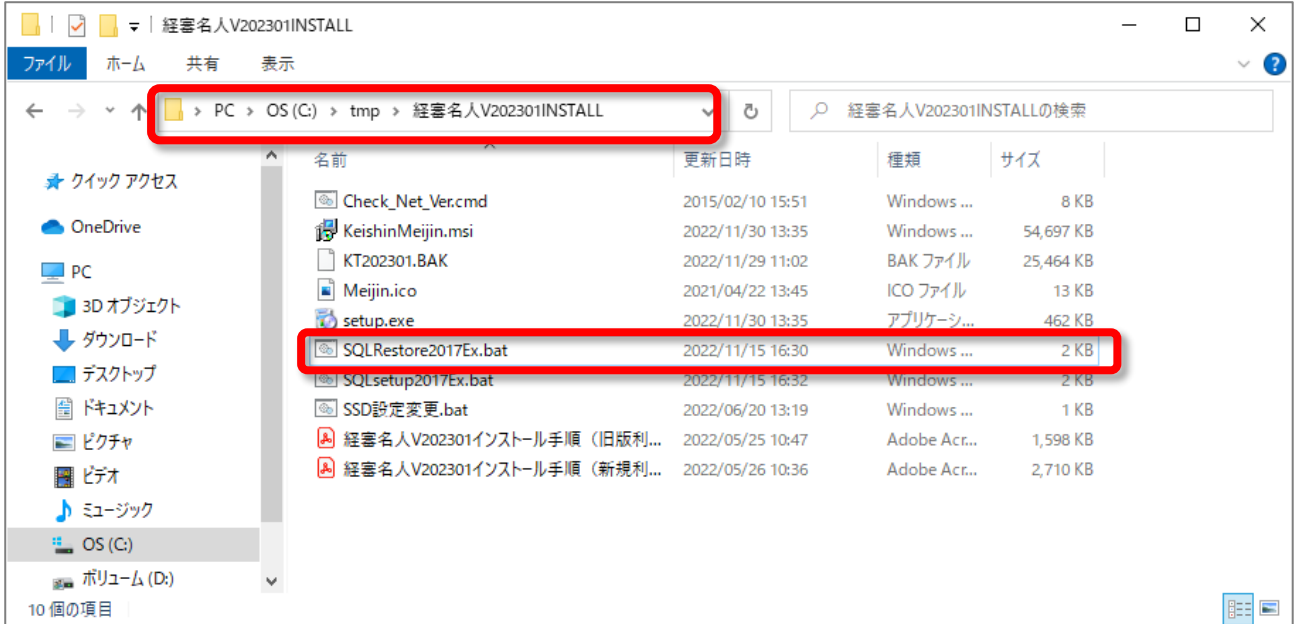 経審名人V202301INSTALL
ファイル ホーム 共有 表示
PC > OS (C:) > tmp > 経審名人V202301INSTALL
経審名人V202301INSTALLの検索
クイック アクセス
OneDrive
PC
3D オブジェクト
ダウンロード
デスクトップ
ドキュメント
ピクチャ
ビデオ
ミュージック
OS (C:)
ボリューム (D:)
名前 更新日時 種類 サイズ
Check_Net_Ver.cmd 2015/02/10 15:51 Windows ... 8 KB
KeishinMeijin.msi 2022/11/30 13:35 Windows ... 54,697 KB
KT202301.BAK 2022/11/29 11:02 BAK ファイル 25,464 KB
Meijin.ico 2021/04/22 13:45 ICO ファイル 13 KB
setup.exe 2022/11/30 13:35 アプリケーシ... 462 KB
SQLRestore2017Ex.bat 2022/11/15 16:30 Windows ... 2 KB
SQLsetup2017Ex.bat 2022/11/15 16:32 Windows ... 2 KB
SSD設定変更.bat 2022/06/20 13:19 Windows ... 1 KB
経審名人V202301インストール手順（旧版利... 2022/05/25 10:47 Adobe Acr... 1,598 KB
経審名人V202301インストール手順（新規利... 2022/05/26 10:36 Adobe Acr... 2,710 KB
10 個の項目